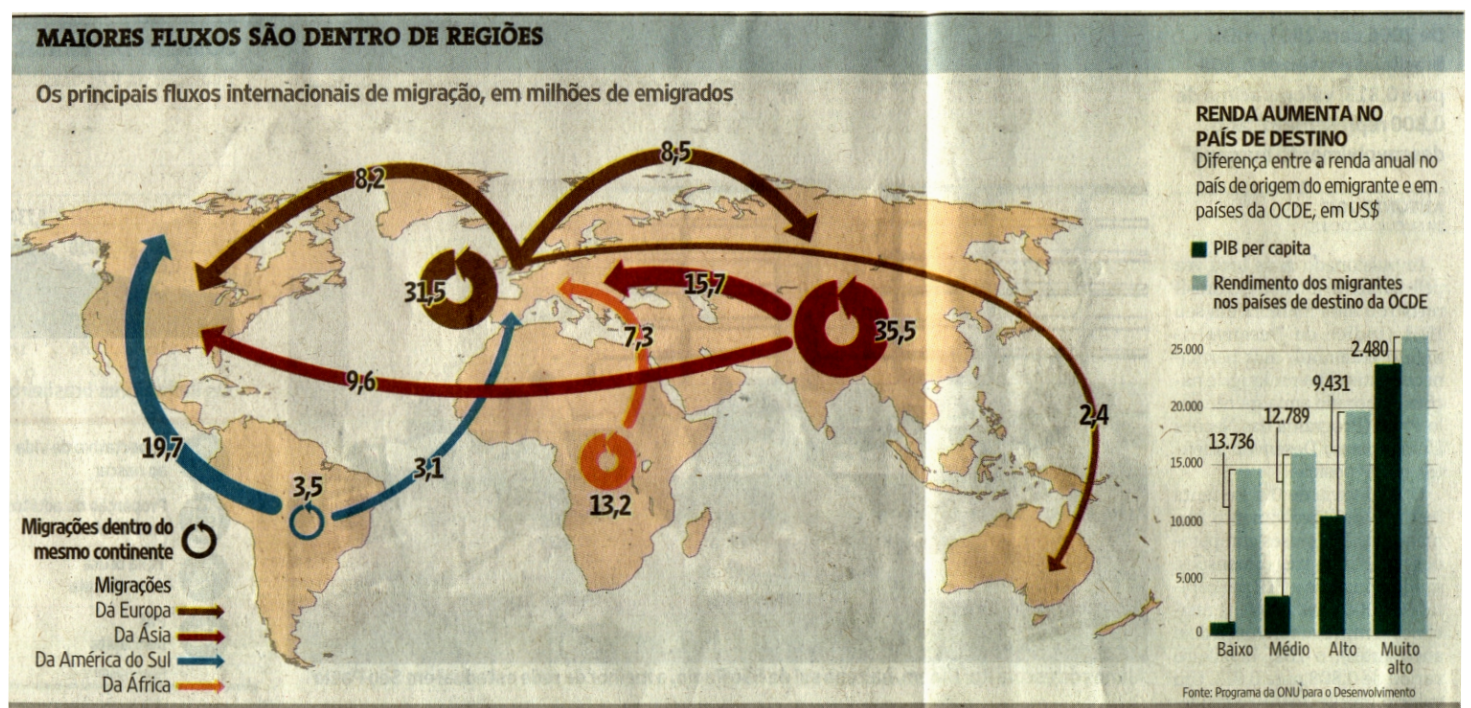 MAIORES FLUXOS SÃO DENTRO DE REGIÕES
Os principais fluxos internacionais de migração, em milhões de emigrados
8,2
8,5
31,5
15,7
35,5
7,3
9,6
2,4
19,7
3,1
3,5
13,2
Migrações dentro do
mesmo continente
Migrações
Dá Europa
Da Ásia
Da América do Sul
Da África
RENDA AUMENTA NO
PAÍS DE DESTINO
Diferença entre a renda anual no
país de origem do emigrante e em
países da OCDE, em US$
PIB per capita
Rendimento dos migrantes
nos países de destino da OCDE
25.000
20.000
15.000
10.000
5.000
0
13.736
12.789
9.431
2.480
Baixo
Médio
Alto
Muito
alto
Fonte: Programa da ONU para o Desenvolvimento